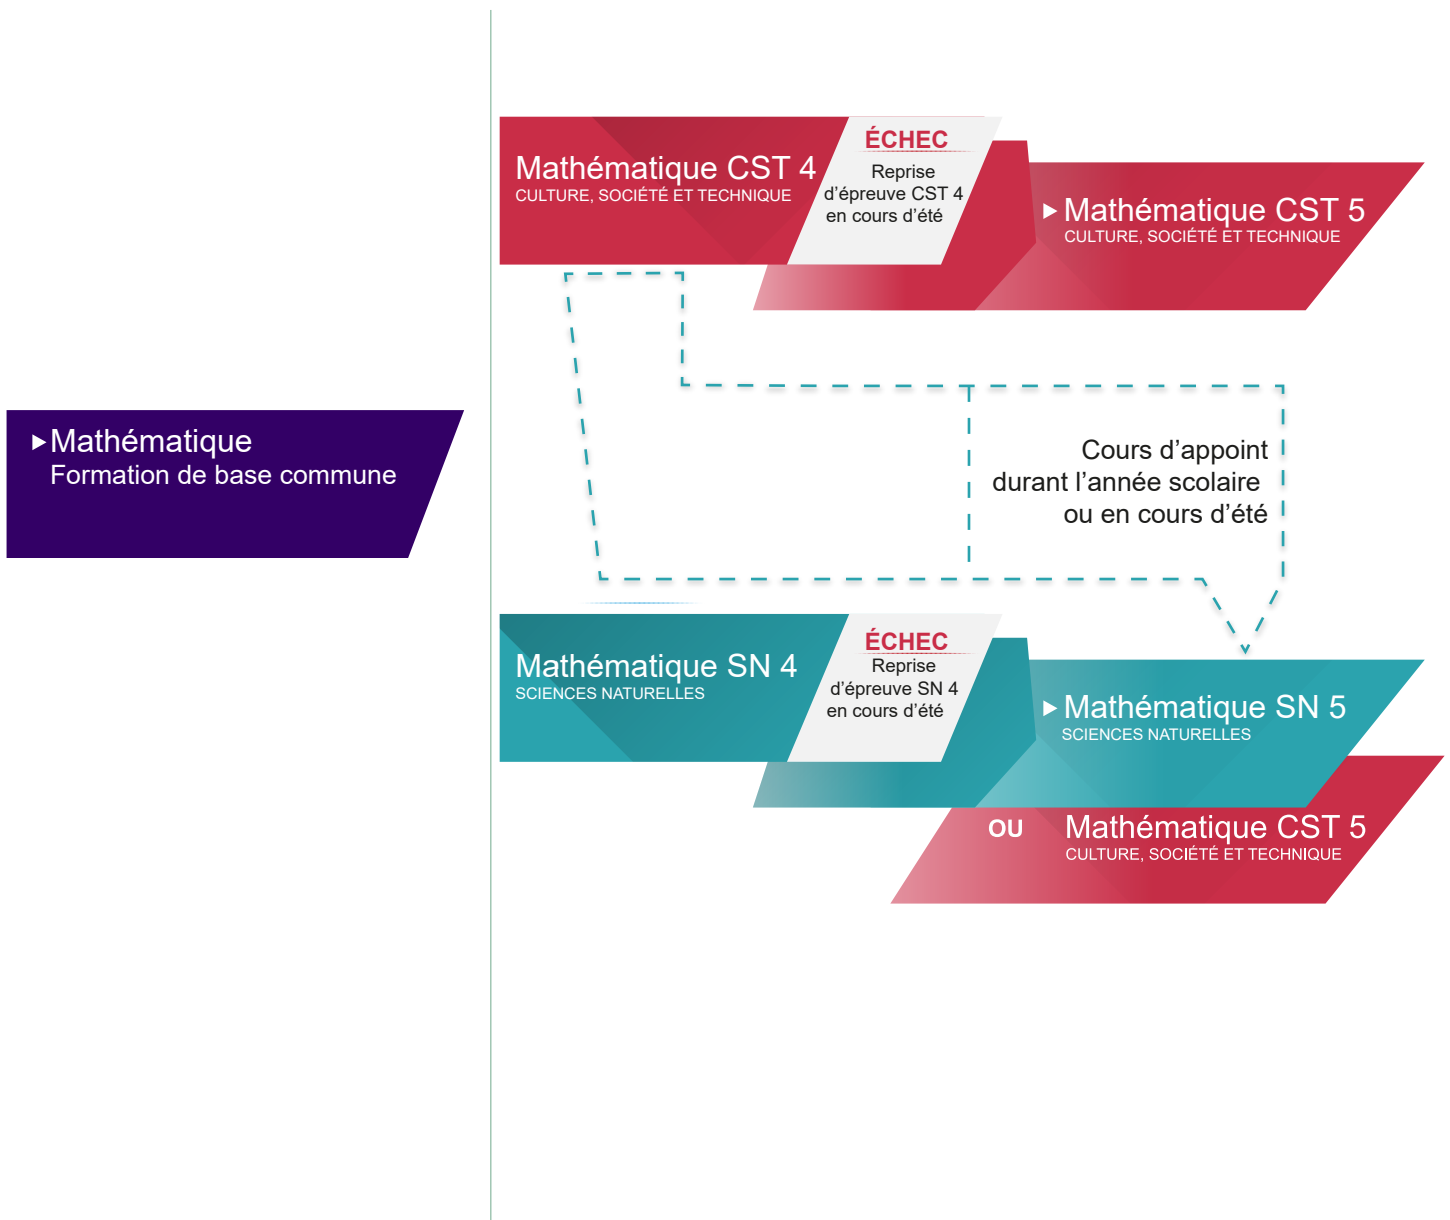 ▶Mathématique
Formation de base commune
Mathématique CST 4
CULTURE, SOCIÉTÉ ET TECHNIQUE
ÉCHEC
Reprise
d’épreuve CST 4
en cours d’été
▶Mathématique CST 5
CULTURE, SOCIÉTÉ ET TECHNIQUE
Cours d’appoint
durant l’année scolaire
ou en cours d’été
Mathématique SN 4
SCIENCES NATURELLES
ÉCHEC
Reprise
d’épreuve SN 4
en cours d’été
▶Mathématique SN 5
SCIENCES NATURELLES
OU Mathématique CST 5
CULTURE, SOCIÉTÉ ET TECHNIQUE